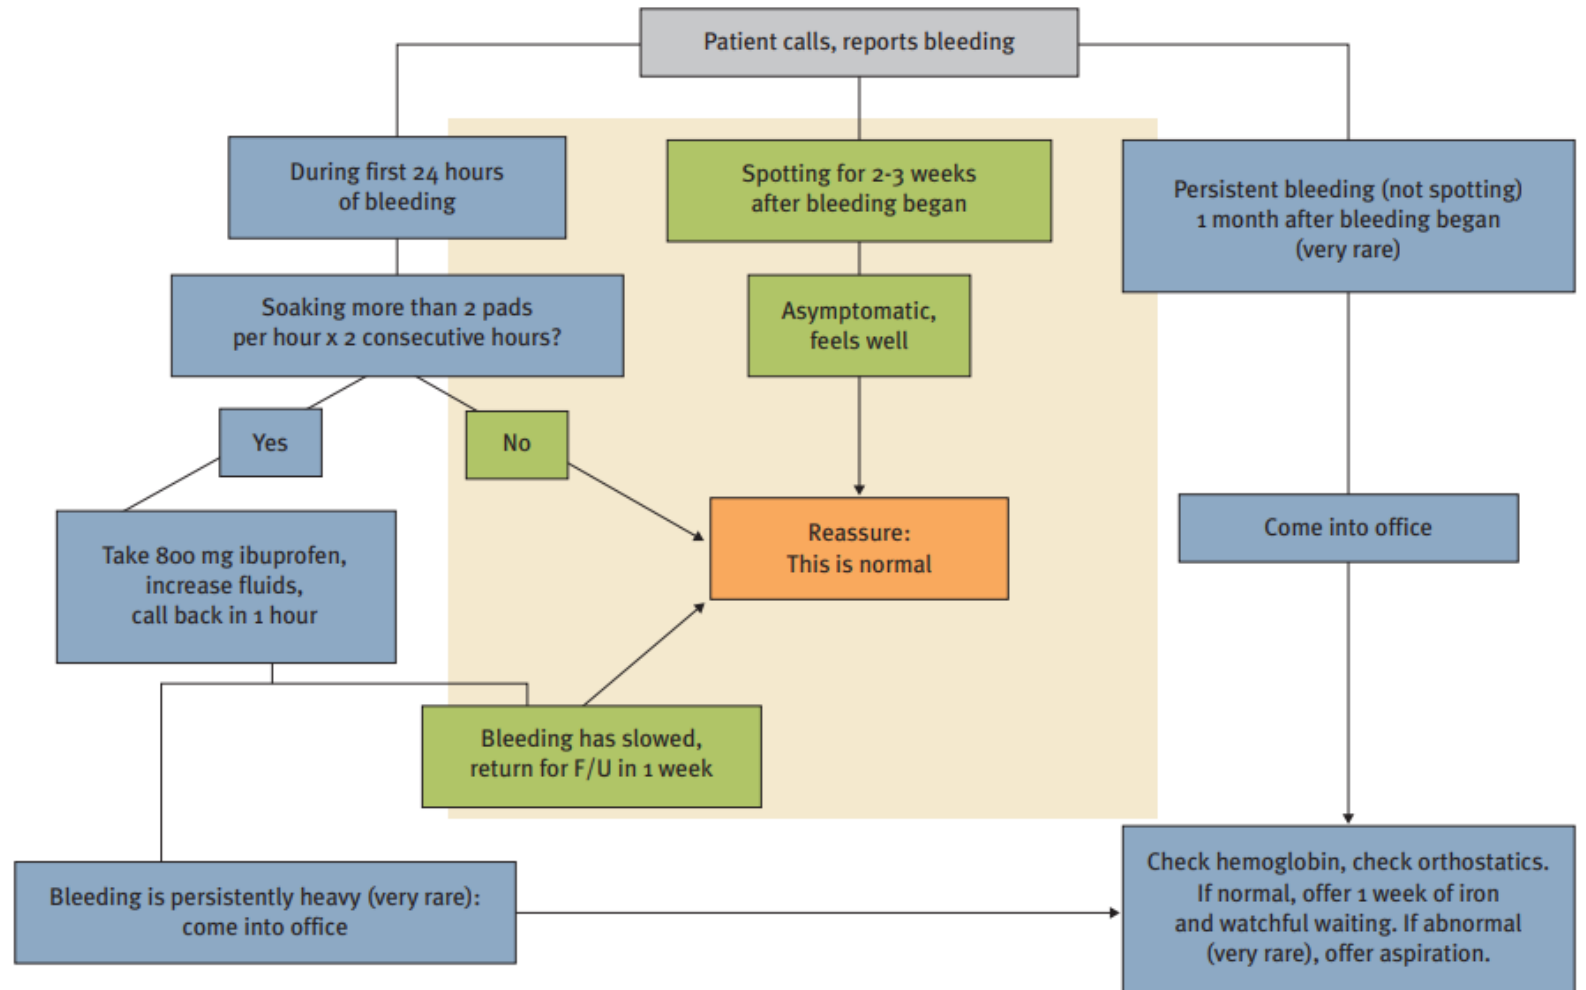 Patient calls, reports bleeding
During first 24 hours
of bleeding
Soaking more than 2 pads
per hour x 2 consecutive hours?
Yes
No
Take 800 mg ibuprofen,
increase fluids,
call back in 1 hour
Bleeding has slowed,
return for F/U in 1 week
Bleeding is persistently heavy (very rare):
come into office
Spotting for 2-3 weeks
after bleeding began
Asymptomatic,
feels well
Reassure:
This is normal
Persistent bleeding (not spotting)
1 month after bleeding began
(very rare)
Come into office
Check hemoglobin, check orthostatics.
If normal, offer 1 week of iron
and watchful waiting. If abnormal
(very rare), offer aspiration.